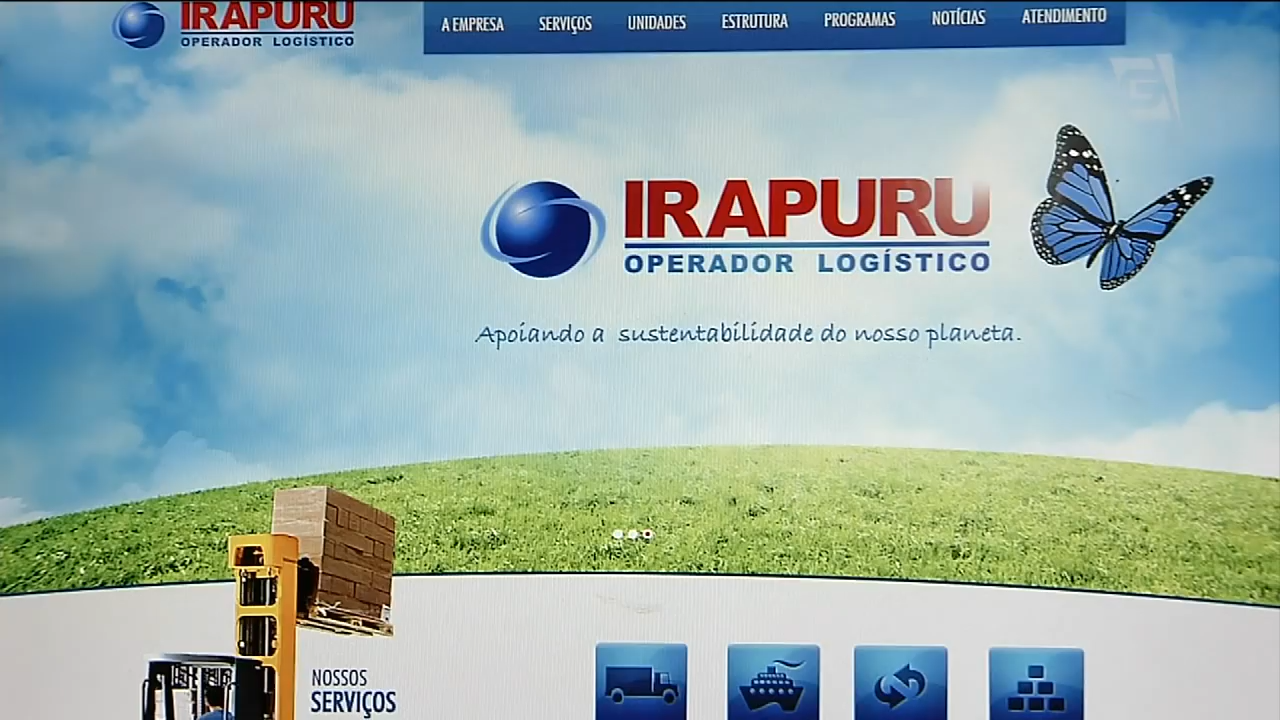 IRAPURU
OPERADOR LOGÍSTICO
A EMPRESA SERVIÇOS UNIDADES ESTRUTURA PROGRAMAS NOTÍCIAS ATENDIMENTO
IRAPURU
OPERADOR LOGÍSTICO
Apoiando a sustentabilidade do nosso planeta.
NOSSOS
SERVIÇOS